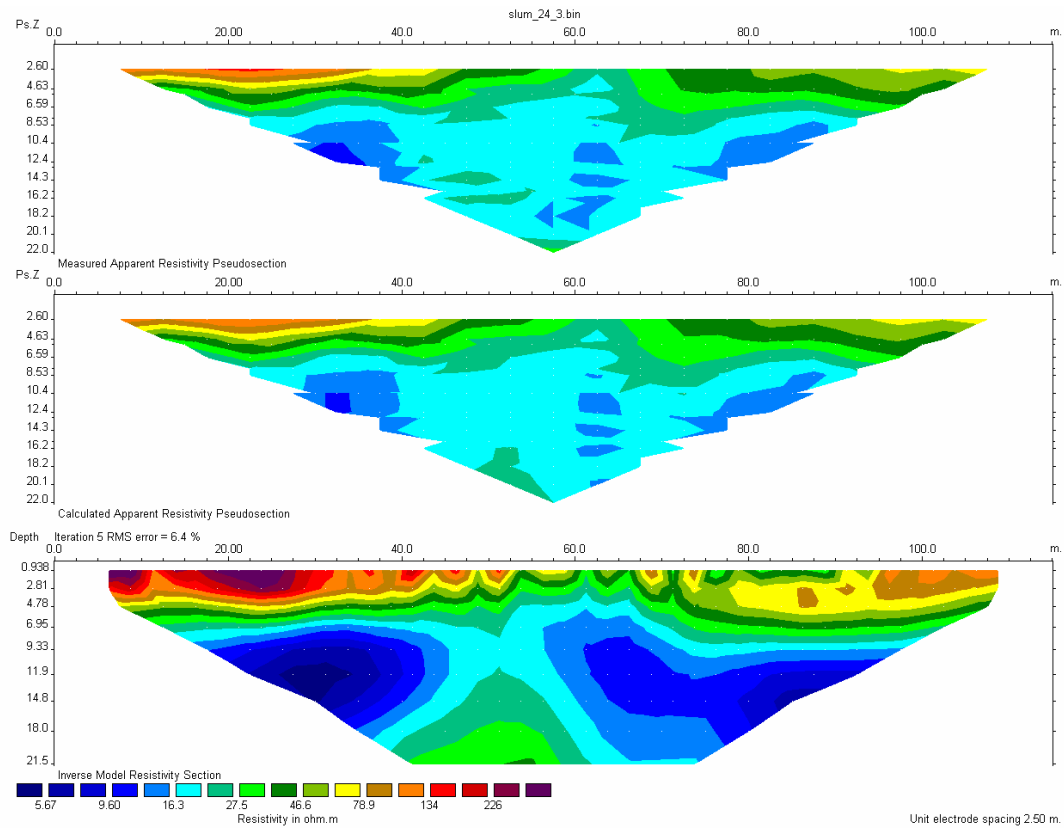 slum_24_3.bin
Ps.Z 0.0 20.00 40.0 60.0 80.0 100.0 m.
2.60
4.63
6.59
8.53
10.4
12.4
14.3
16.2
18.2
20.1
22.0
Measured Apparent Resistivity Pseudosection
Ps.Z 0.0 20.00 40.0 60.0 80.0 100.0 m.
2.60
4.63
6.59
8.53
10.4
12.4
14.3
16.2
18.2
20.1
22.0
Calculated Apparent Resistivity Pseudosection
Depth Iteration 5 RMS error = 6.4 %
0.0 20.00 40.0 60.0 80.0 100.0 m.
0.938
2.81
4.78
6.95
9.33
11.9
14.8
18.0
21.5
Inverse Model Resistivity Section
5.67 9.60 16.3 27.5 46.6 78.9 134 226
Resistivity in ohm.m
Unit electrode spacing 2.50 m.